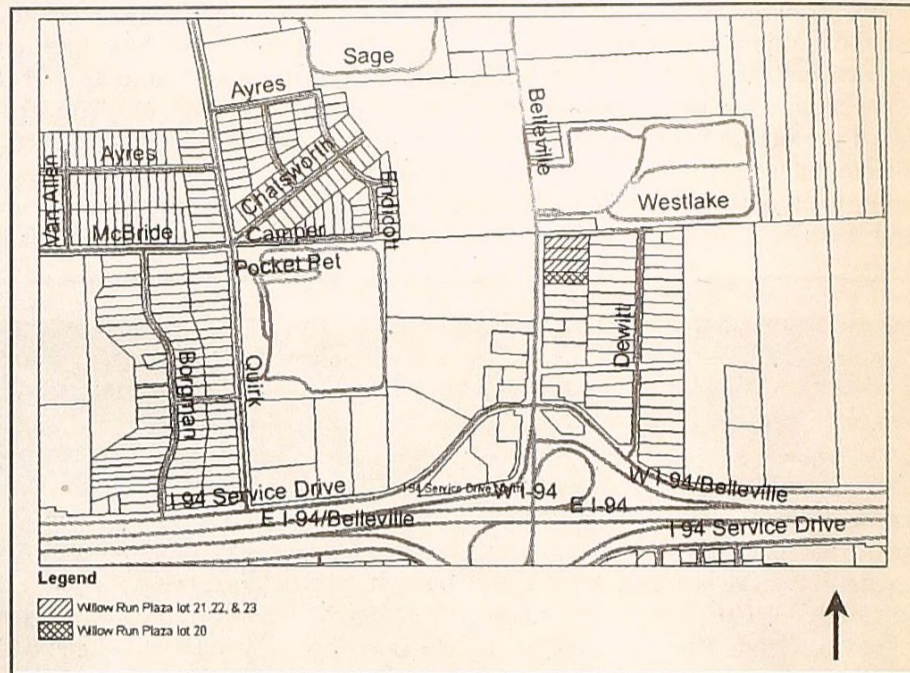 Sage
Ayres
Belleville
Ayres
Chalsworth
Van Allen
Endicott
Westlake
McBride
Camper
Pocket Pet
Dewitt
Borgman
Quirk
I 94 Service Drive
I 94 Service Drive
W I-94
W I-94/Belleville
E I-94
E I-94/Belleville
I 94 Service Drive
Legend
Willow Run Plaza lot 21,22, & 23
Willow Run Plaza lot 20